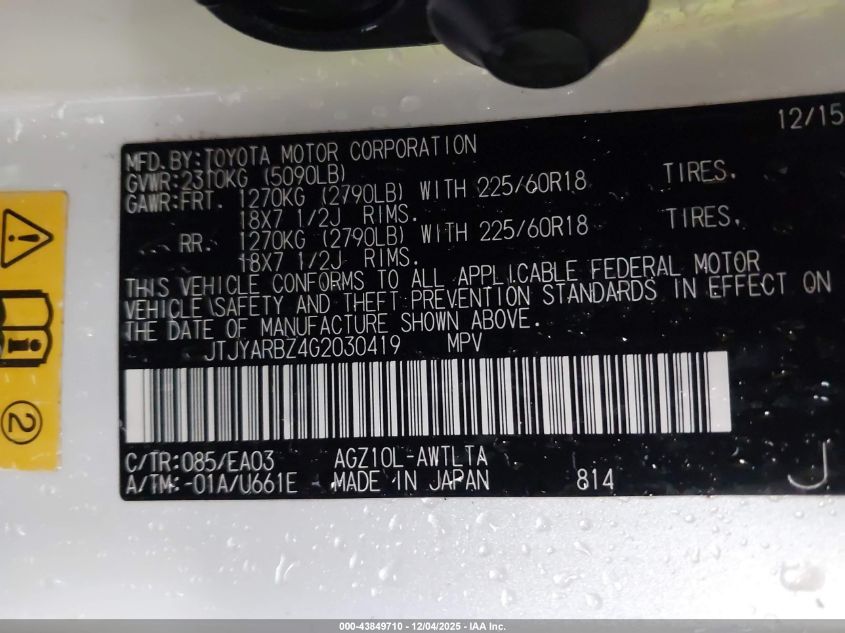 12/15
MFD.BY:TOYOTA MOTOR CORPORATION
GVWR:2310KG (5090LB)
GAWR:FRT. 1270KG (2790LB) WITH 225/60R18 TIRES.
18X7 1/2J RIMS.
RR. 1270KG (2790LB) WITH 225/60R18 TIRES,
18X7 1/2J RIMS.
THIS VEHICLE CONFORMS TO ALL APPLICABLE FEDERAL MOTOR
VEHICLE SAFETY AND THEFT PREVENTION STANDARDS IN EFFECT ON
THE DATE OF MANUFACTURE SHOWN ABOVE.
JTJYARBZ4G2030419 MPV
C/TR:085/EA03 AGZ10L-AWTLTA
A/TM:-01A/U661E MADE IN JAPAN 814 J
2
000-43849710 - 12/04/2025 - IAA Inc.